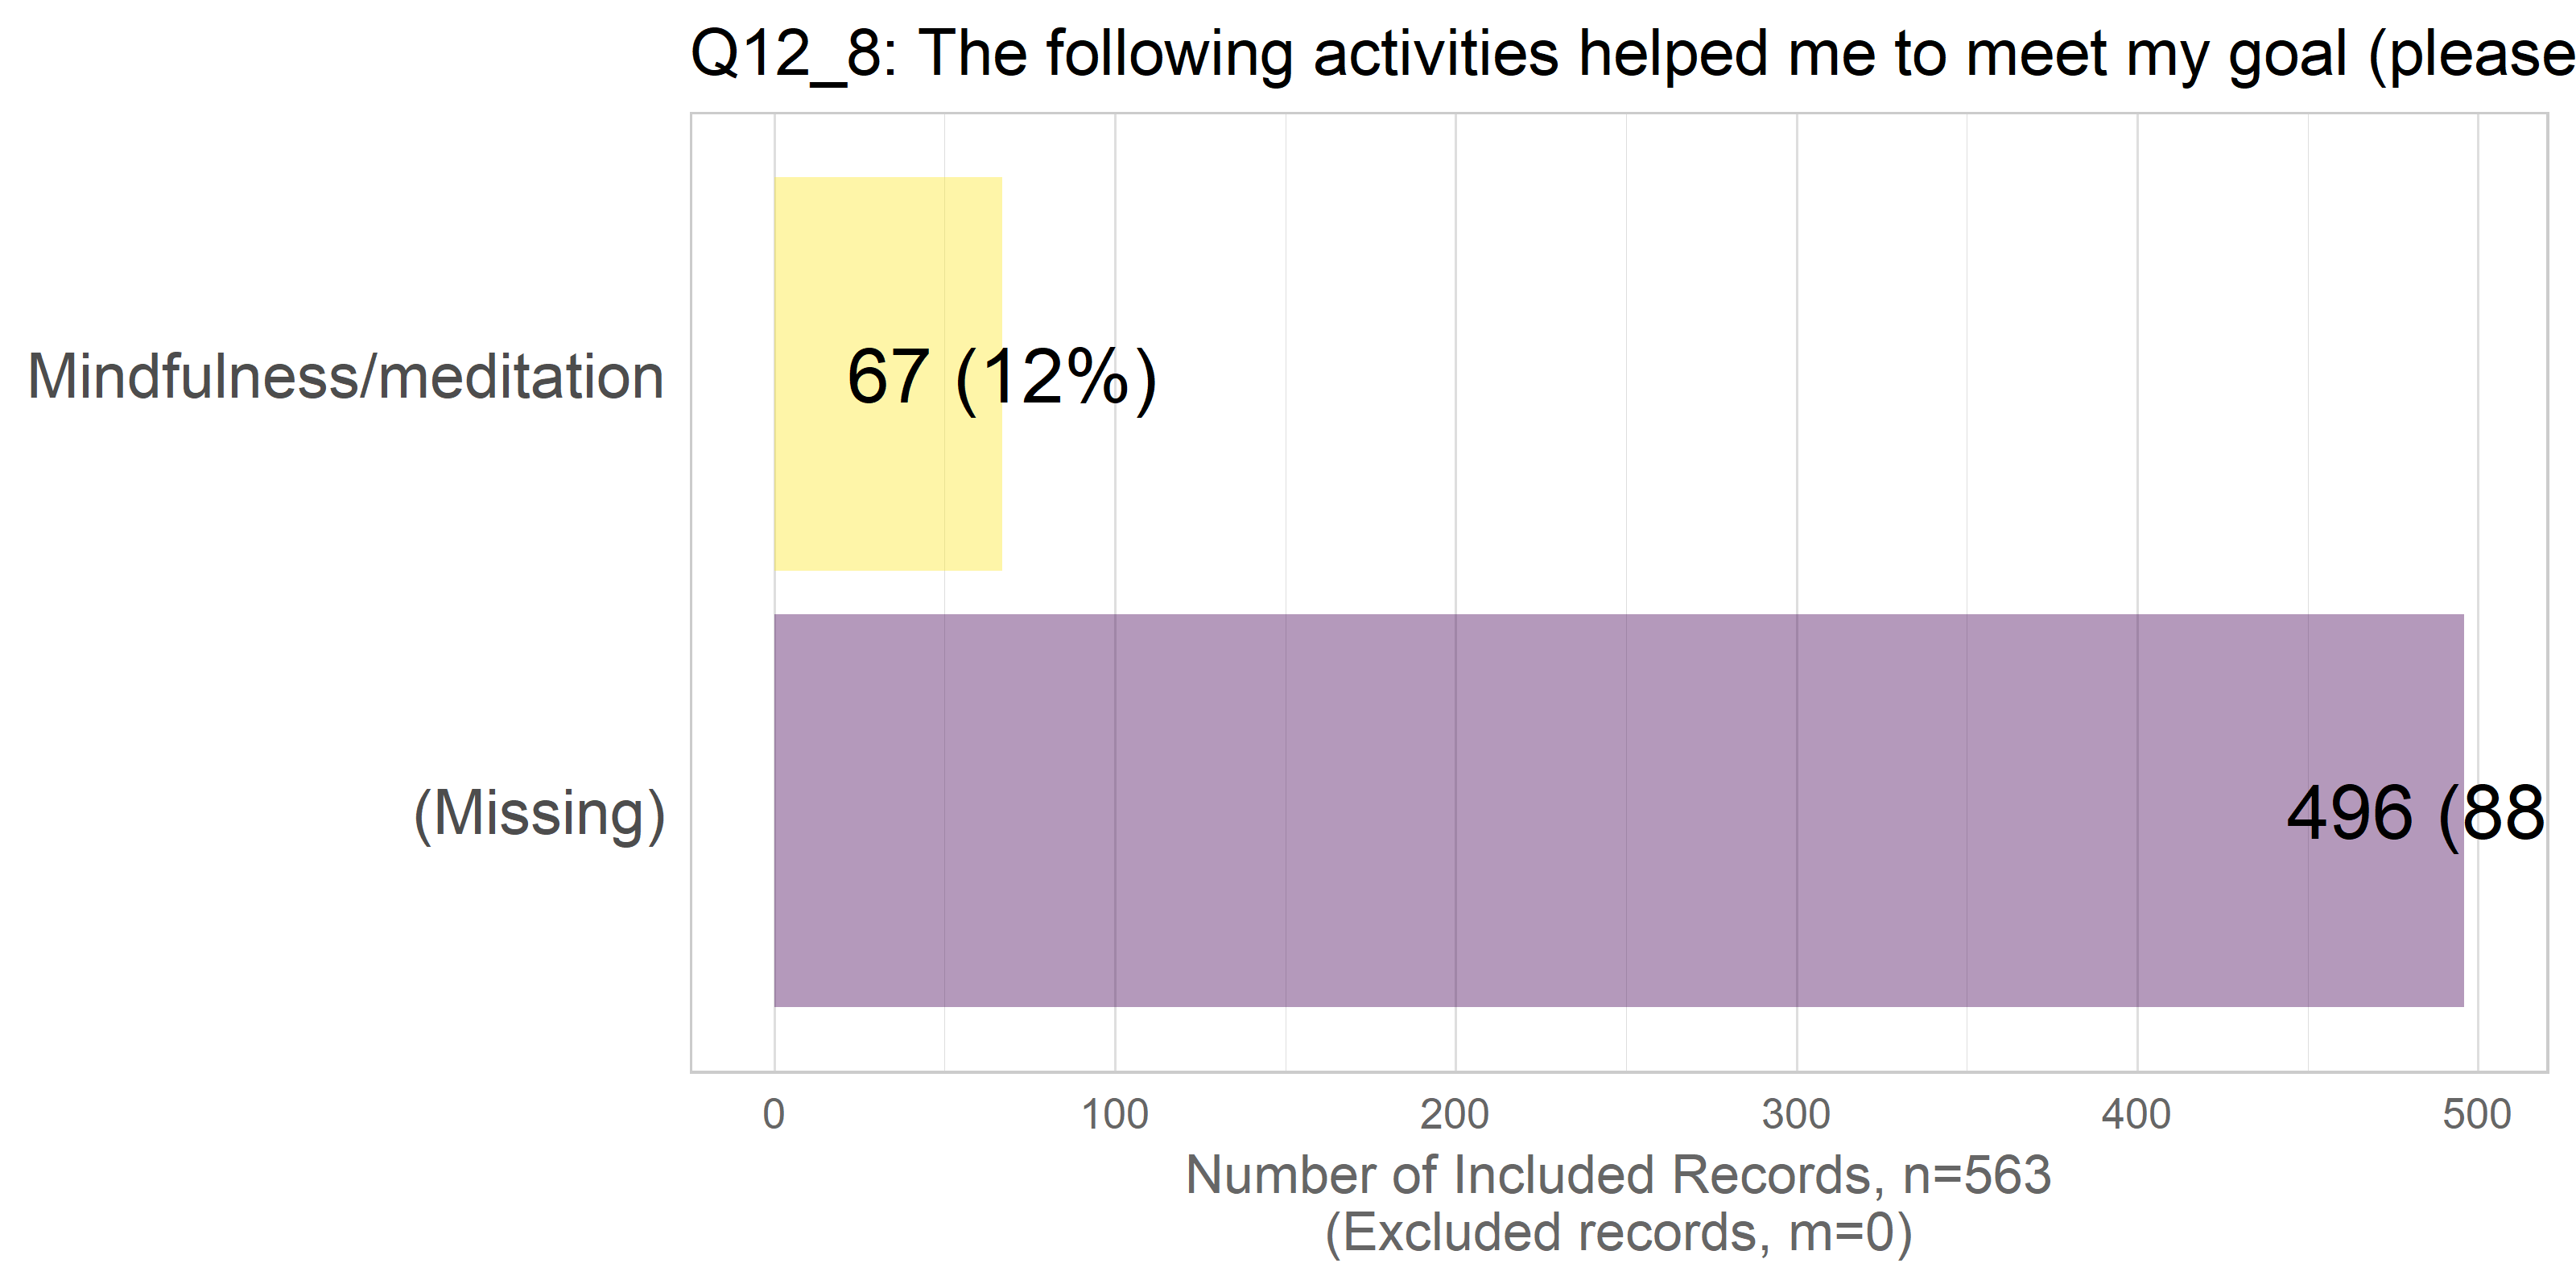 Q12_8: The following activities helped me to meet my goal (please
Mindfulness/meditation
67 (12%)
(Missing)
496 (88
0 100 200 300 400 500
Number of Included Records, n=563
(Excluded records, m=0)